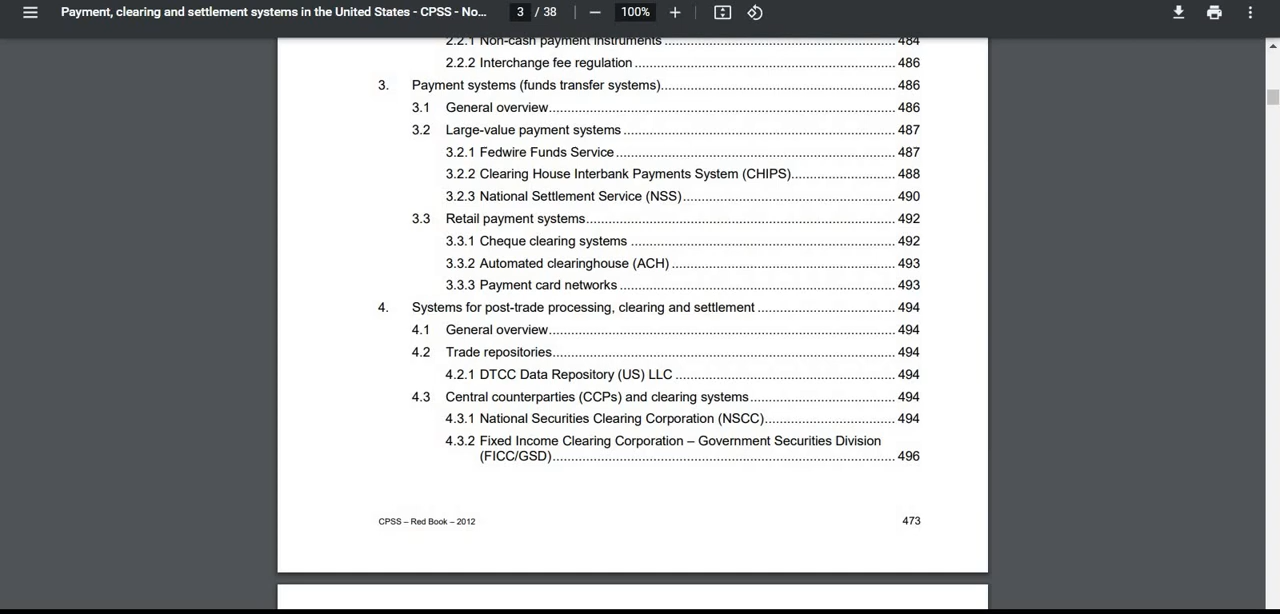 Payment, clearing and settlement systems in the United States - CPSS - No... 3 / 38 100%
2.2.1 Non-cash payment instruments 484
2.2.2 Interchange fee regulation 486
3. Payment systems (funds transfer systems) 486
3.1 General overview 486
3.2 Large-value payment systems 487
3.2.1 Fedwire Funds Service 487
3.2.2 Clearing House Interbank Payments System (CHIPS) 488
3.2.3 National Settlement Service (NSS) 490
3.3 Retail payment systems 492
3.3.1 Cheque clearing systems 492
3.3.2 Automated clearinghouse (ACH) 493
3.3.3 Payment card networks 493
4. Systems for post-trade processing, clearing and settlement 494
4.1 General overview 494
4.2 Trade repositories 494
4.2.1 DTCC Data Repository (US) LLC 494
4.3 Central counterparties (CCPs) and clearing systems 494
4.3.1 National Securities Clearing Corporation (NSCC) 494
4.3.2 Fixed Income Clearing Corporation – Government Securities Division
(FICC/GSD) 496
CPSS – Red Book – 2012 473